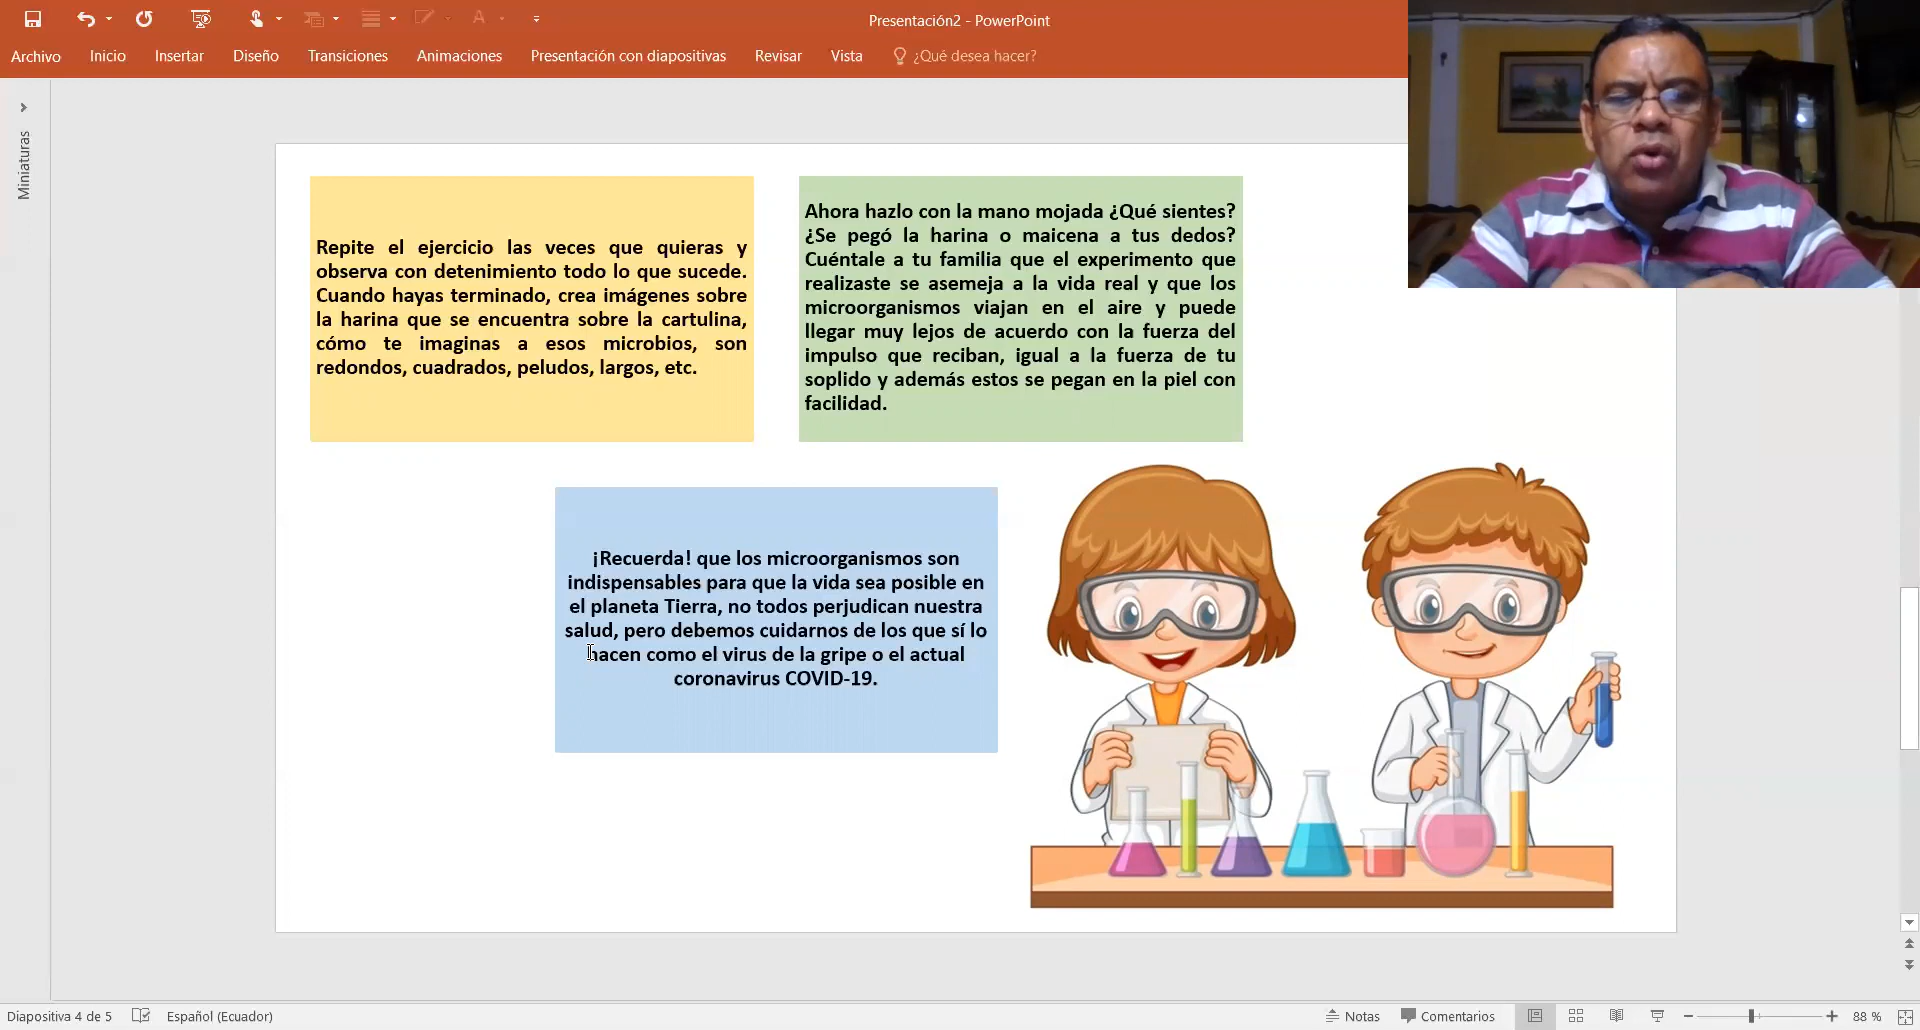 Presentación2 - PowerPoint
Archivo
Inicio
Insertar
Diseño
Transiciones
Animaciones
Presentación con diapositivas
Revisar
Vista
¿Qué desea hacer?
Miniaturas
Repite el ejercicio las veces que quieras y
observa con detenimiento todo lo que sucede.
Cuando hayas terminado, crea imágenes sobre
la harina que se encuentra sobre la cartulina,
cómo te imaginas a esos microbios, son
redondos, cuadrados, peludos, largos, etc.
Ahora hazlo con la mano mojada ¿Qué sientes?
¿Se pegó la harina o maicena a tus dedos?
Cuéntale a tu familia que el experimento que
realizaste se asemeja a la vida real y que los
microorganismos viajan en el aire y puede
llegar muy lejos de acuerdo con la fuerza del
impulso que reciban, igual a la fuerza de tu
soplido y además estos se pegan en la piel con
facilidad.
¡Recuerda! que los microorganismos son
indispensables para que la vida sea posible en
el planeta Tierra, no todos perjudican nuestra
salud, pero debemos cuidarnos de los que sí lo
hacen como el virus de la gripe o el actual
coronavirus COVID-19.
Diapositiva 4 de 5
Español (Ecuador)
Notas
Comentarios
88 %